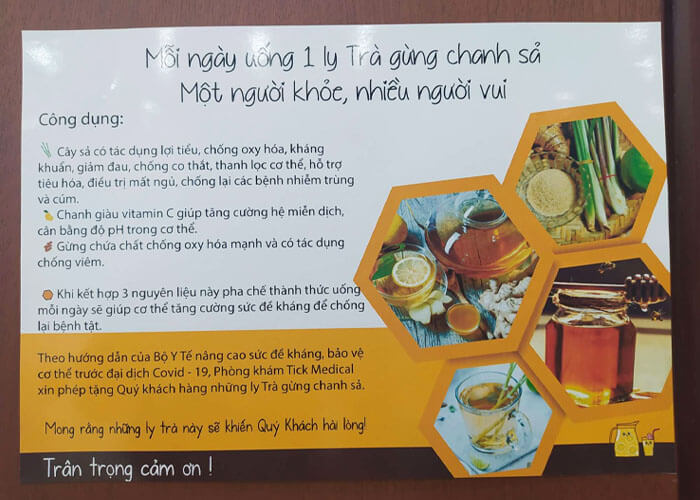 Mỗi ngày uống 1 ly Trà gừng chanh sả
Một người khỏe, nhiều người vui
Công dụng:
Cây sả có tác dụng lợi tiểu, chống oxy hóa, kháng
khuẩn, giảm đau, chống co thắt, thanh lọc cơ thể, hỗ trợ
tiêu hóa, điều trị mất ngủ, chống lại các bệnh nhiễm trùng
và cúm.
Chanh giàu vitamin C giúp tăng cường hệ miễn dịch,
cân bằng độ pH trong cơ thể.
Gừng chứa chất chống oxy hóa mạnh và có tác dụng
chống viêm.
Khi kết hợp 3 nguyên liệu này pha chế thành thức uống
mỗi ngày sẽ giúp cơ thể tăng cường sức đề kháng để chống
lại bệnh tật.
Theo hướng dẫn của Bộ Y Tế nâng cao sức đề kháng, bảo vệ
cơ thể trước đại dịch Covid - 19, Phòng khám Tick Medical
xin phép tặng Quý khách hàng những ly Trà gừng chanh sả.
Mong rằng những ly trà này sẽ khiến Quý Khách hài lòng!
Trân trọng cảm ơn !